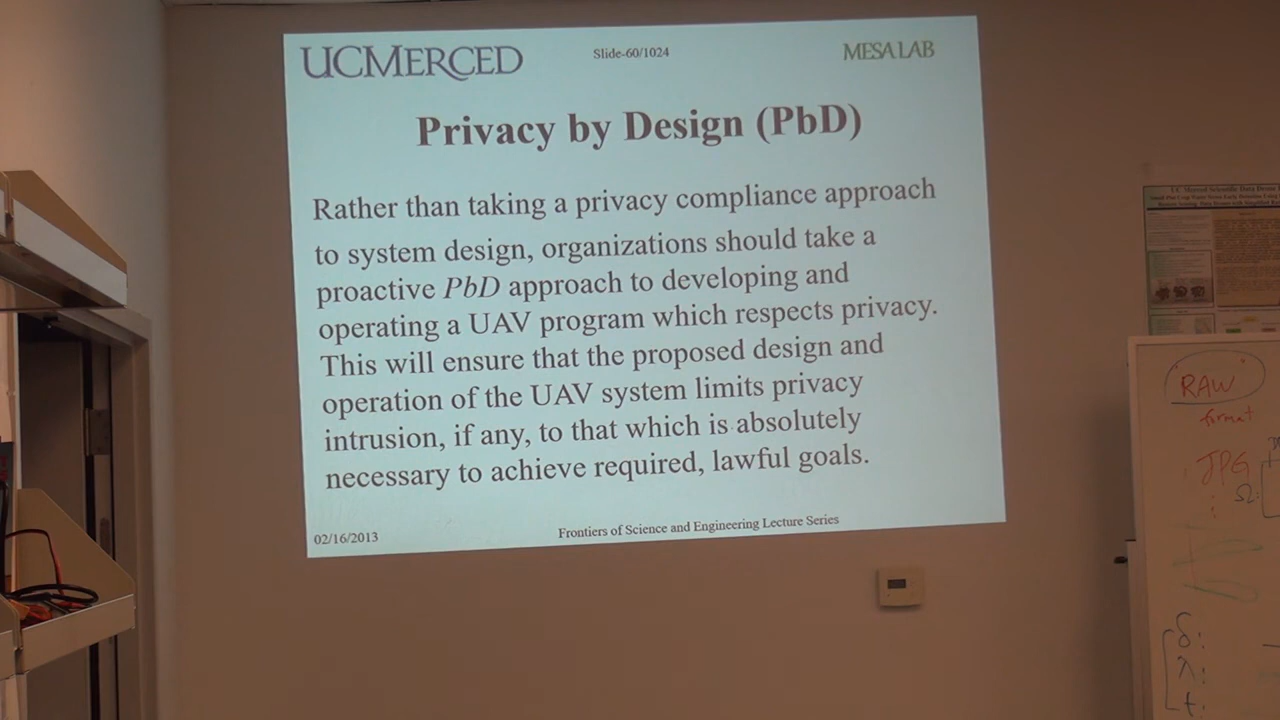 UCMERCED
Slide-60/1024
MESA LAB
Privacy by Design (PbD)
Rather than taking a privacy compliance approach
to system design, organizations should take a
proactive PbD approach to developing and
operating a UAV program which respects privacy.
This will ensure that the proposed design and
operation of the UAV system limits privacy
intrusion, if any, to that which is absolutely
necessary to achieve required, lawful goals.
02/16/2013
Frontiers of Science and Engineering Lecture Series
RAW
format
JPG
Ω
δ:
λ:
t: